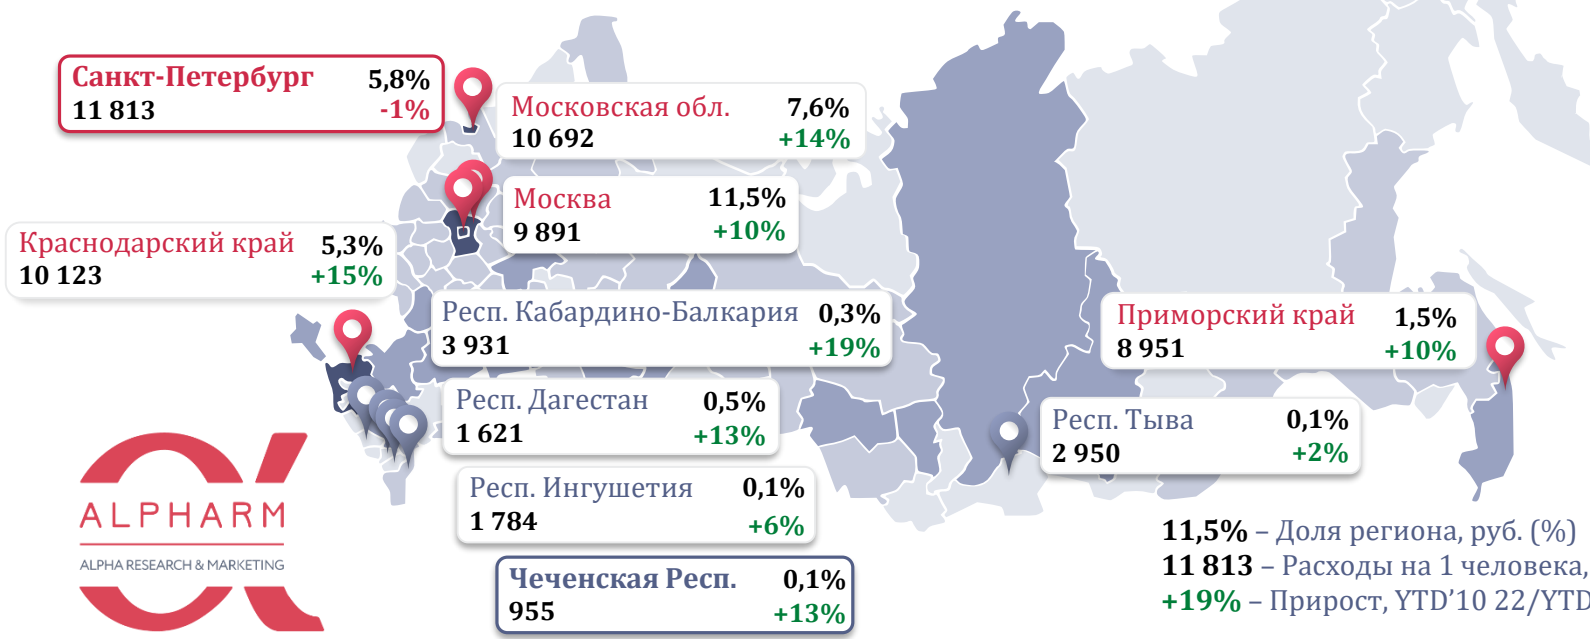 Санкт-Петербург 5,8%
11 813 -1%
Московская обл. 7,6%
10 692 +14%
Москва 11,5%
9 891 +10%
Краснодарский край 5,3%
10 123 +15%
Респ. Кабардино-Балкария 0,3%
3 931 +19%
Приморский край 1,5%
8 951 +10%
Респ. Дагестан 0,5%
1 621 +13%
Респ. Тыва 0,1%
2 950 +2%
Респ. Ингушетия 0,1%
1 784 +6%
Чеченская Респ. 0,1%
955 +13%
ALPHARM
ALPHA RESEARCH & MARKETING
11,5% – Доля региона, руб. (%)
11 813 – Расходы на 1 человека,
+19% – Прирост, YTD’10 22/YTD